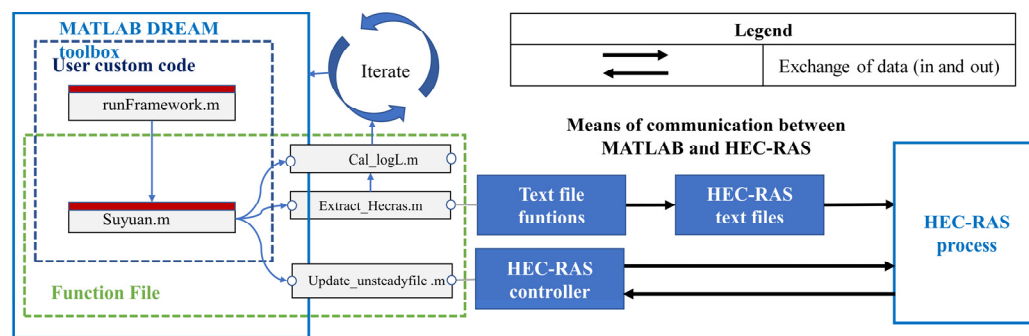 MATLAB DREAM
toolbox
User custom code
runFramework.m
Suyuan.m
Function File
Iterate
Cal_logL.m
Extract_Hecras.m
Update_unsteadyfile .m
Legend
Exchange of data (in and out)
Means of communication between
MATLAB and HEC-RAS
Text file
funtions
HEC-RAS
text files
HEC-RAS
controller
HEC-RAS
process